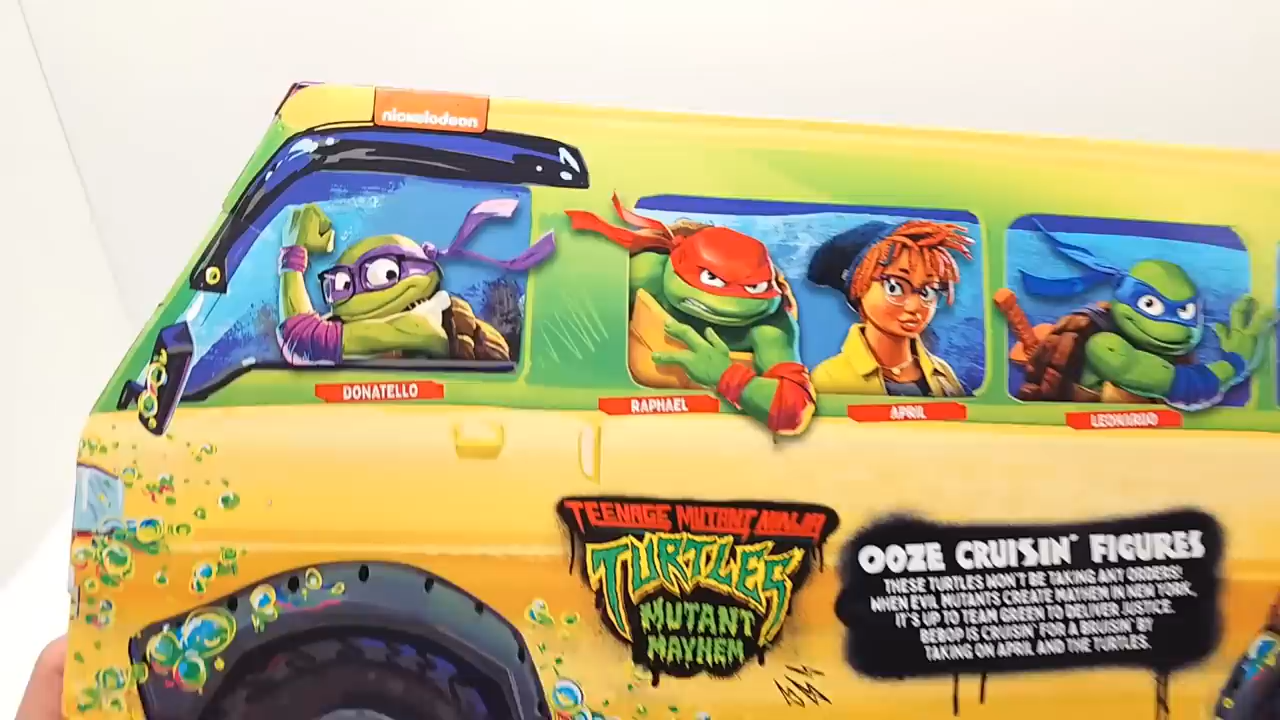 nickelodeon
DONATELLO
RAPHAEL
APRIL
LEONARDO
TEENAGE MUTANT NINJA
TURTLES
MUTANT
MAYHEM
OOZE CRUISIN' FIGURES
THESE TURTLES WON'T BE TAKING ANY ORDERS.
WHEN EVIL MUTANTS CREATE MAYHEM IN NEW YORK,
IT'S UP TO TEAM GREEN TO DELIVER JUSTICE.
BEBOP IS CRUISIN' FOR A BRUISIN' BY
TAKING ON APRIL AND THE TURTLES.